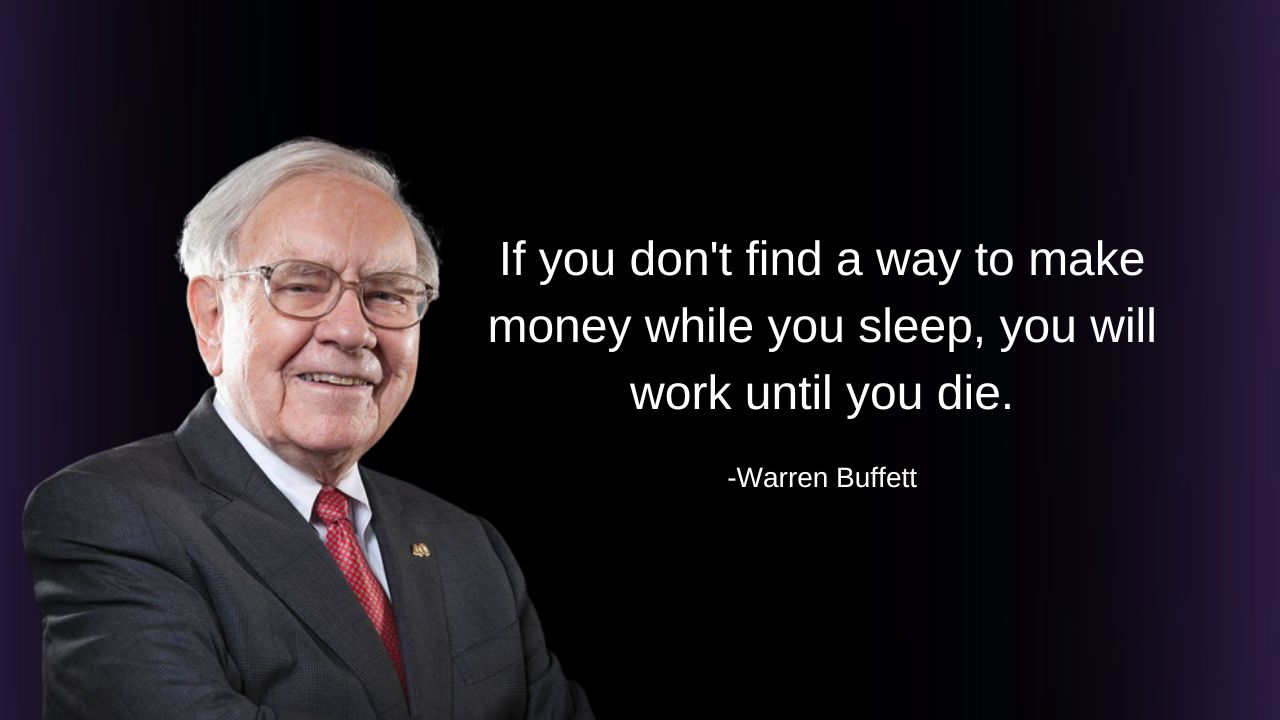 If you don't find a way to make
money while you sleep, you will
work until you die.
-Warren Buffett